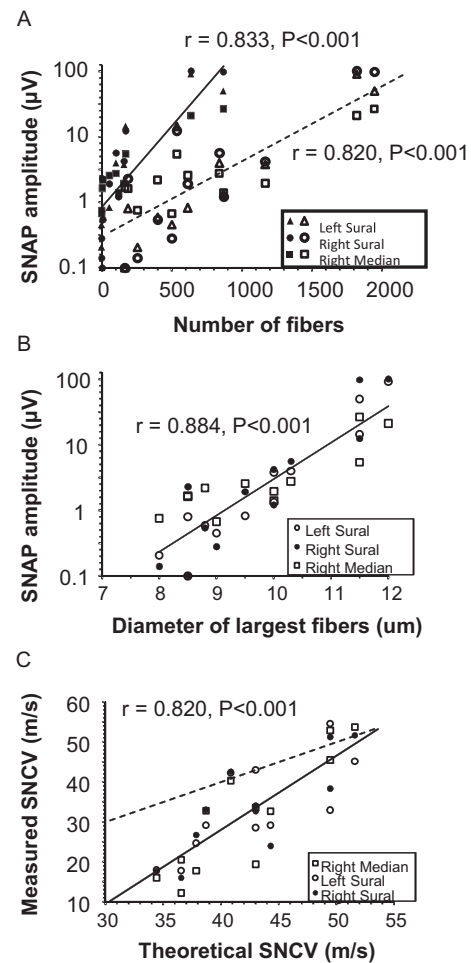 A
r = 0.833, P<0.001
SNAP amplitude (µV)
100
10
1
0.1
r = 0.820, P<0.001
Left Sural
Right Sural
Right Median
0 500 1000 1500 2000
Number of fibers
B
SNAP amplitude (µV)
100
10
1
0.1
r = 0.884, P<0.001
Left Sural
Right Sural
Right Median
7 8 9 10 11 12
Diameter of largest fibers (um)
C
Measured SNCV (m/s)
60
50
40
30
20
10
r = 0.820, P<0.001
Right Median
Left Sural
Right Sural
30 35 40 45 50 55
Theoretical SNCV (m/s)